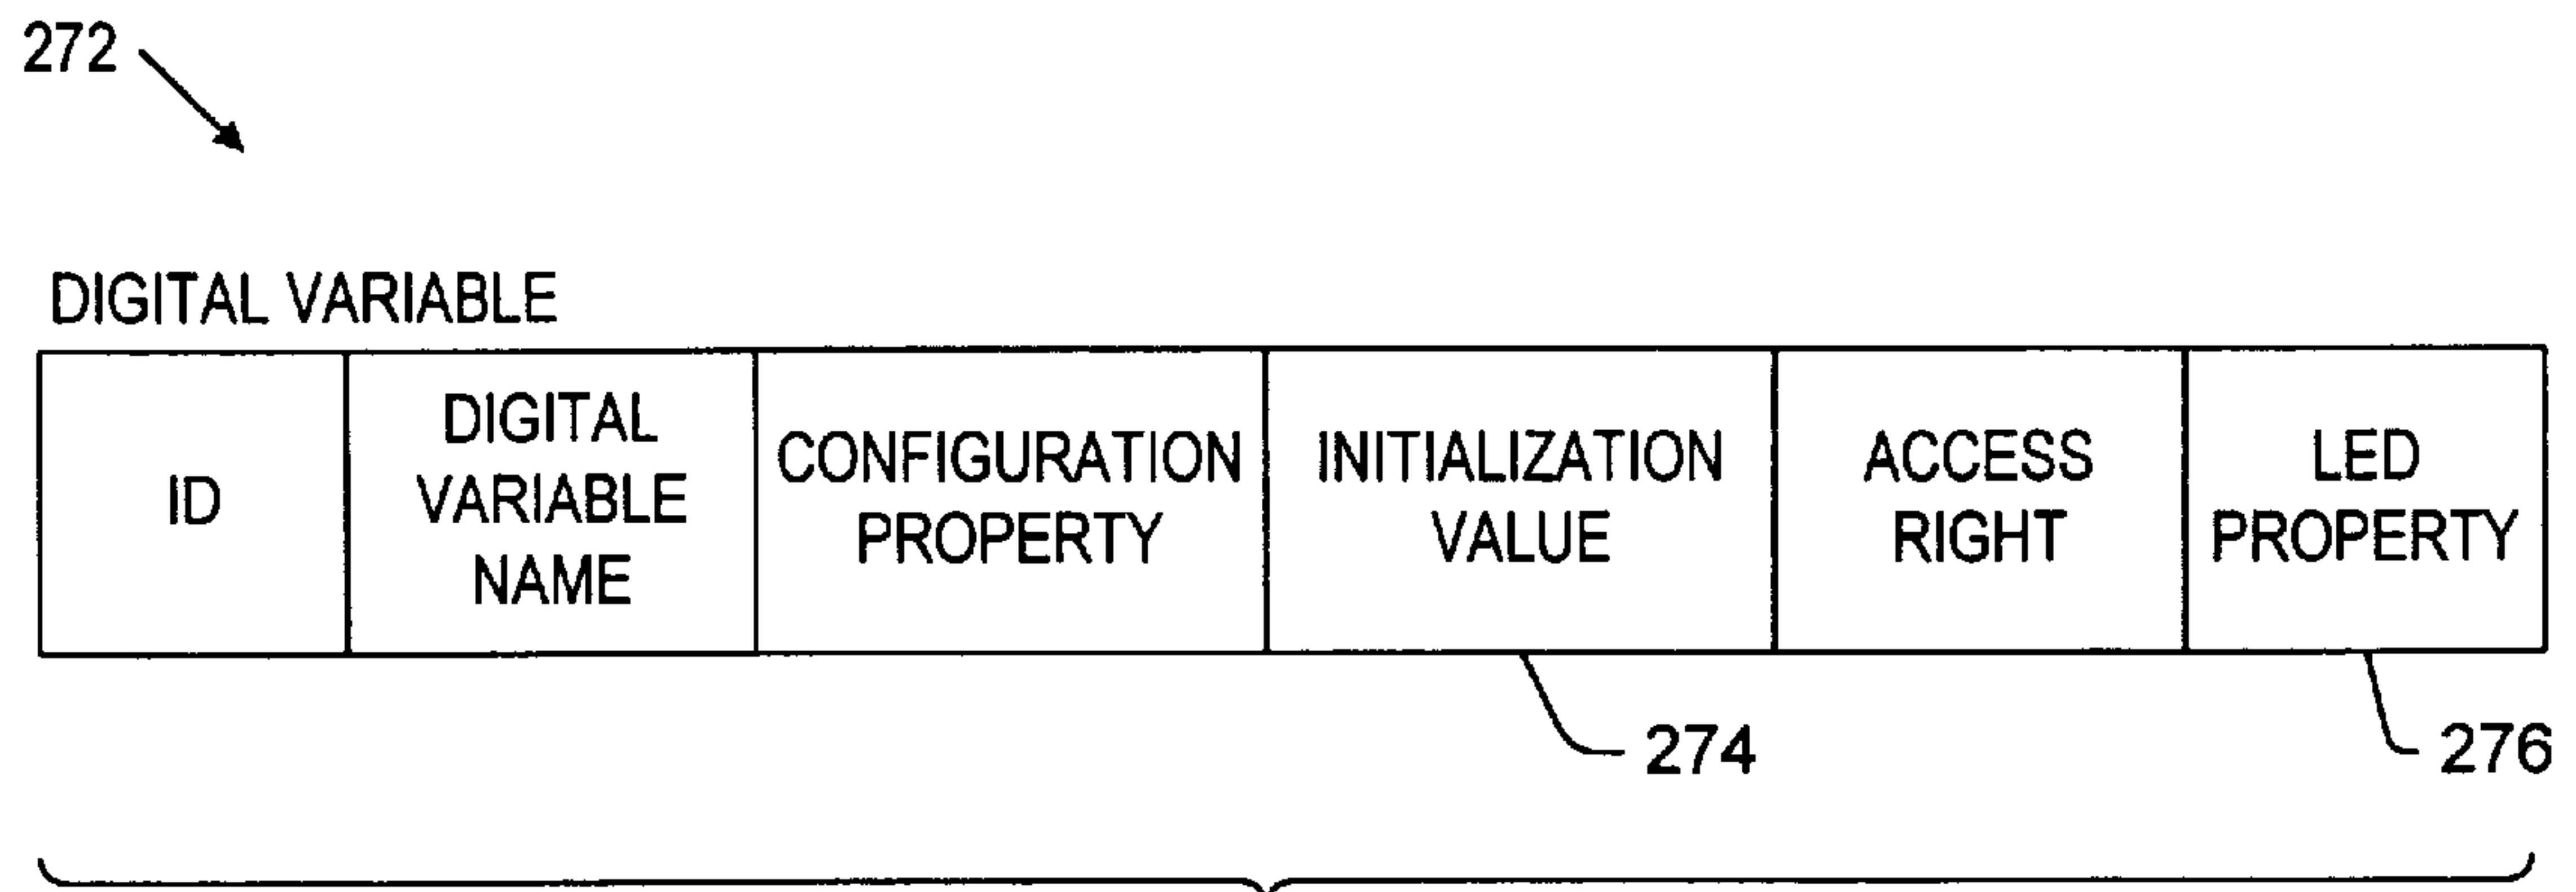 272
DIGITAL VARIABLE
ID
DIGITAL
VARIABLE
NAME
CONFIGURATION
PROPERTY
INITIALIZATION
VALUE
ACCESS
RIGHT
LED
PROPERTY
274
276